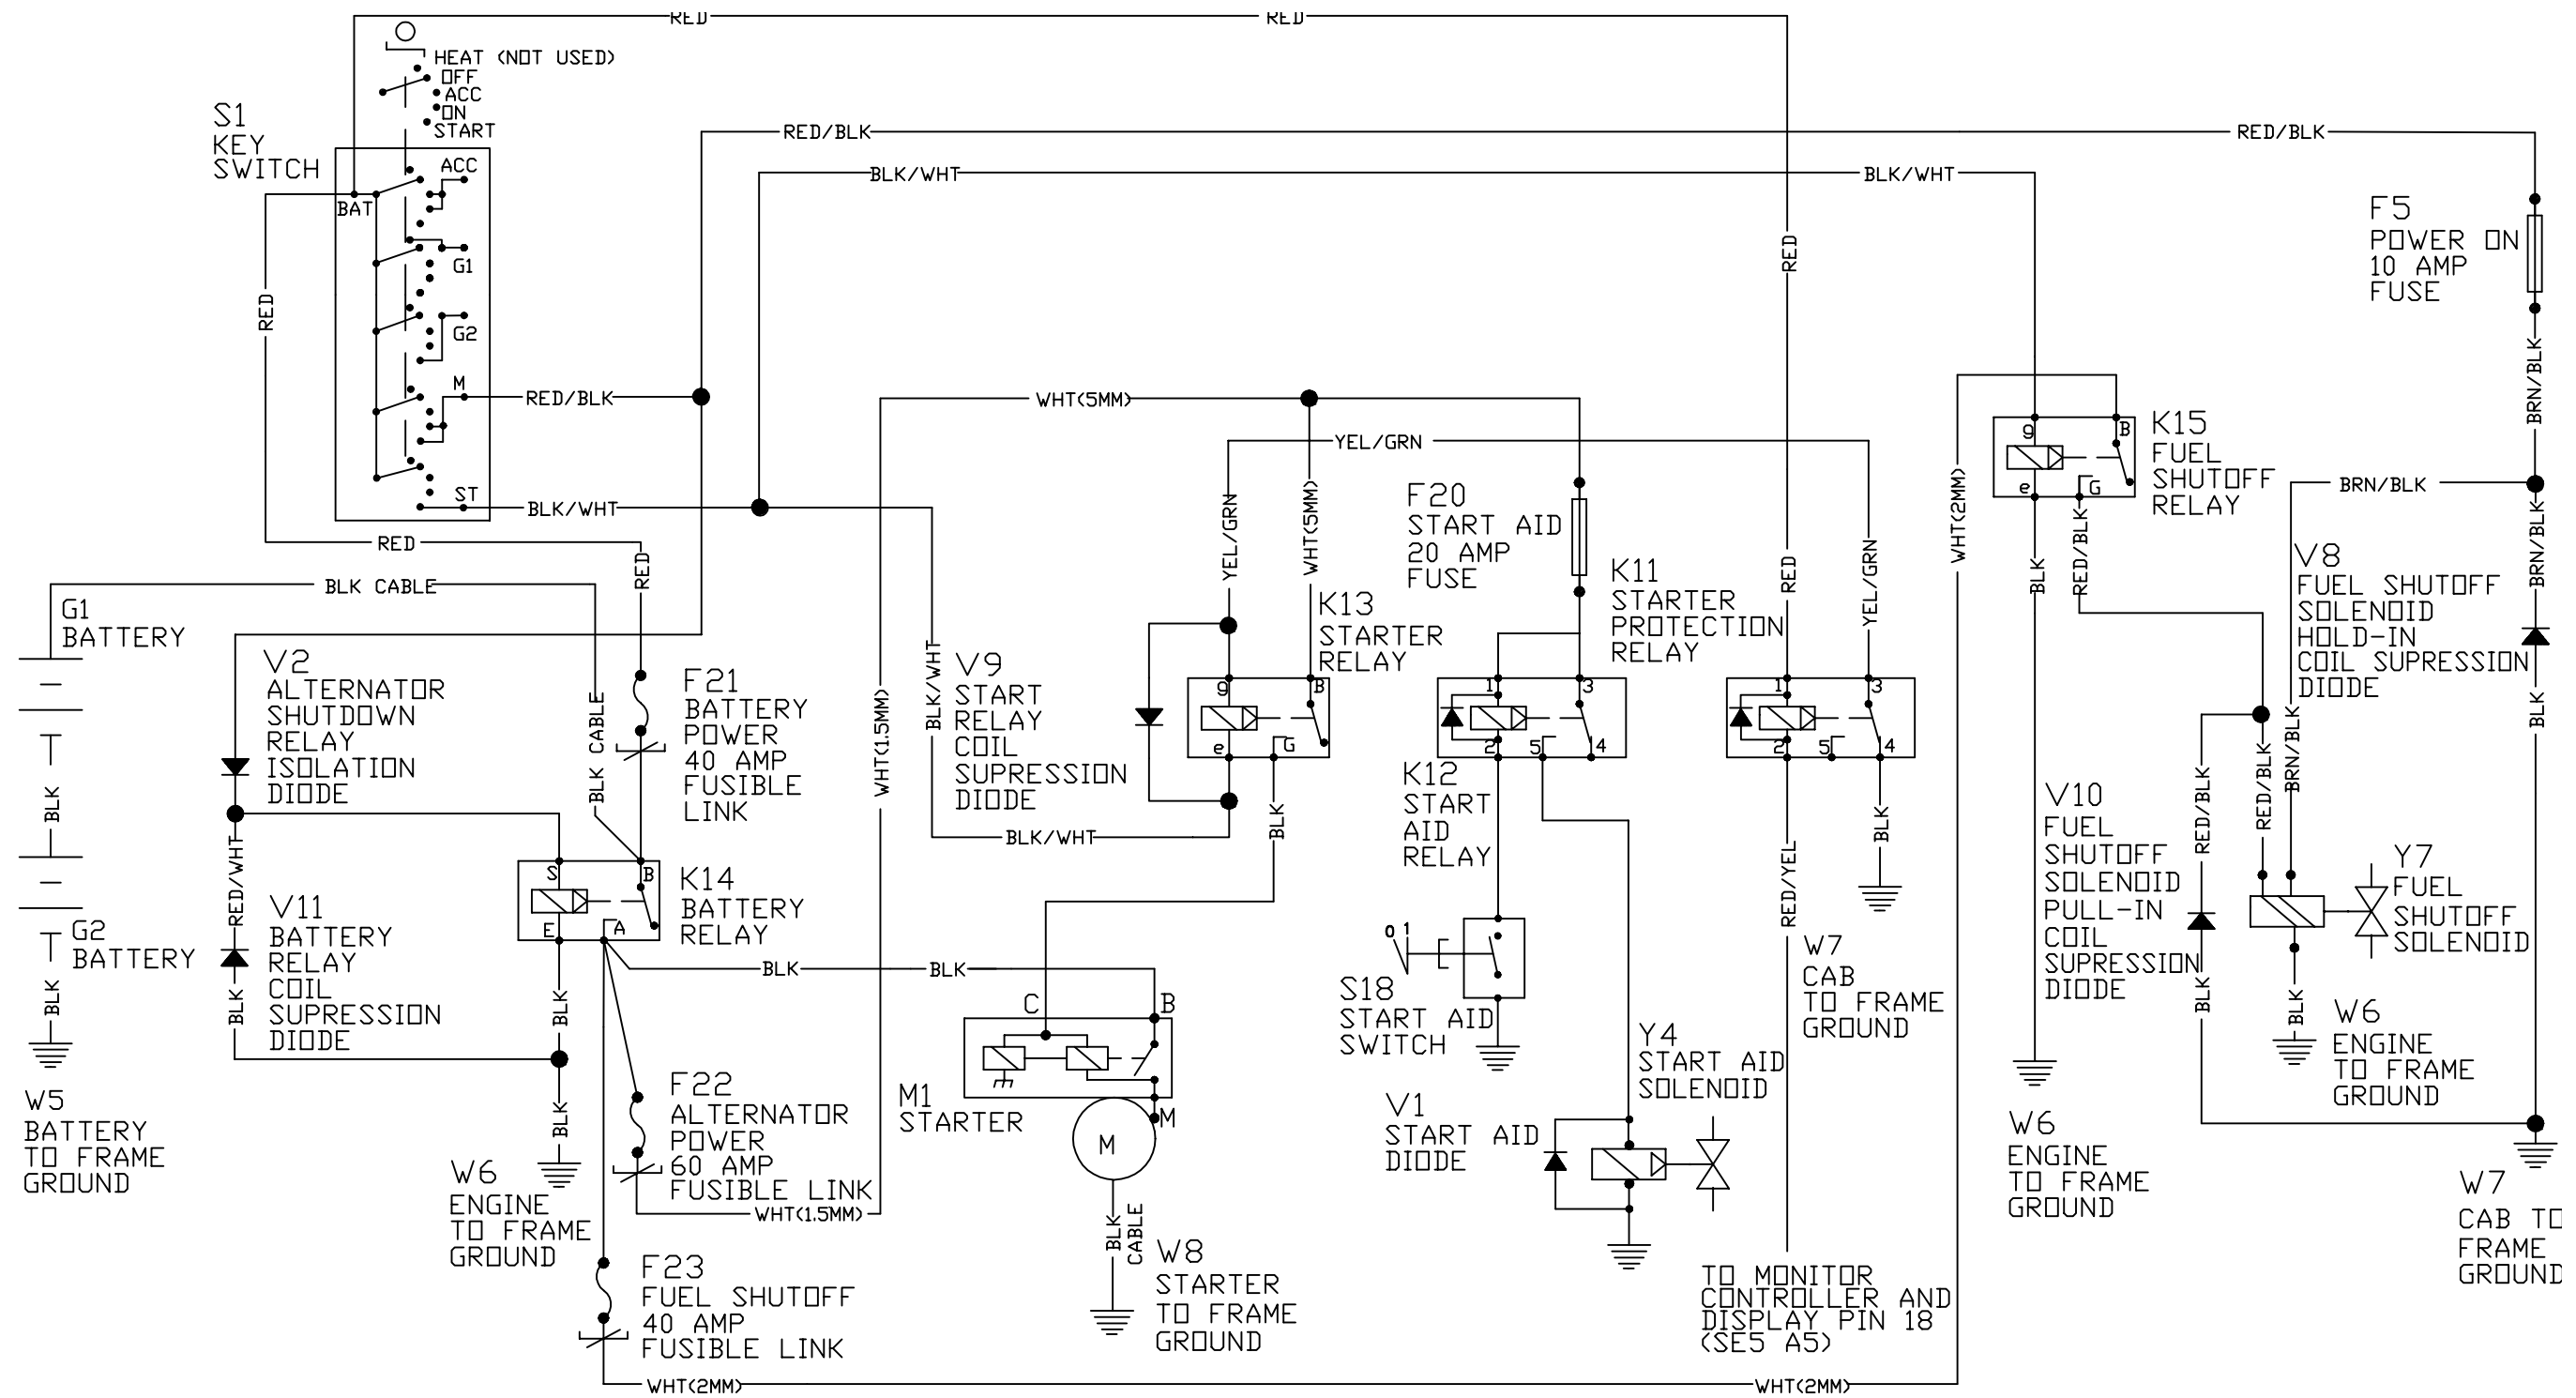 RED
RED
HEAT (NOT USED)
OFF
ACC
ON
START
S1
KEY
SWITCH
RED/BLK
RED/BLK
BLK/WHT
BLK/WHT
ACC
BAT
G1
G2
M
RED/BLK
ST
BLK/WHT
RED
RED
RED
RED
F5
POWER ON
10 AMP
FUSE
BRN/BLK
WHT(5MM)
YEL/GRN
YEL/GRN
WHT(5MM)
F20
START AID
20 AMP
FUSE
RED
YEL/GRN
WHT(2MM)
g
B
e
G
K15
FUEL
SHUTOFF
RELAY
BLK
RED/BLK
BRN/BLK
BRN/BLK
V8
FUEL SHUTOFF
SOLENOID
HOLD-IN
COIL SUPRESSION
DIODE
BLK
BLK CABLE
G1
BATTERY
BLK
G2
BATTERY
BLK
W5
BATTERY
TO FRAME
GROUND
V2
ALTERNATOR
SHUTDOWN
RELAY
ISOLATION
DIODE
BLK CABLE
F21
BATTERY
POWER
40 AMP
FUSIBLE
LINK
WHT(1.5MM)
BLK/WHT
V9
START
RELAY
COIL
SUPRESSION
DIODE
BLK/WHT
K13
STARTER
RELAY
g
B
e
G
BLK
K11
STARTER
PROTECTION
RELAY
1
3
2
5
4
K12
START
AID
RELAY
1
3
2
5
4
BLK
RED/YEL
W7
CAB
TO FRAME
GROUND
RED/WHT
V11
BATTERY
RELAY
COIL
SUPRESSION
DIODE
BLK
S
B
E
A
K14
BATTERY
RELAY
BLK
BLK
BLK
BLK
W6
ENGINE
TO FRAME
GROUND
F22
ALTERNATOR
POWER
60 AMP
FUSIBLE LINK
WHT(1.5MM)
F23
FUEL SHUTOFF
40 AMP
FUSIBLE LINK
WHT(2MM)
WHT(2MM)
C
B
M1
STARTER
M
M
BLK
CABLE
W8
STARTER
TO FRAME
GROUND
0 1
S18
START AID
SWITCH
V1
START AID
DIODE
Y4
START AID
SOLENOID
TO MONITOR
CONTROLLER AND
DISPLAY PIN 18
(SE5 A5)
V10
FUEL
SHUTOFF
SOLENOID
PULL-IN
COIL
SUPRESSION
DIODE
RED/BLK
BLK
RED/BLK
BRN/BLK
Y7
FUEL
SHUTOFF
SOLENOID
BLK
W6
ENGINE
TO FRAME
GROUND
W6
ENGINE
TO FRAME
GROUND
W7
CAB TO
FRAME
GROUND